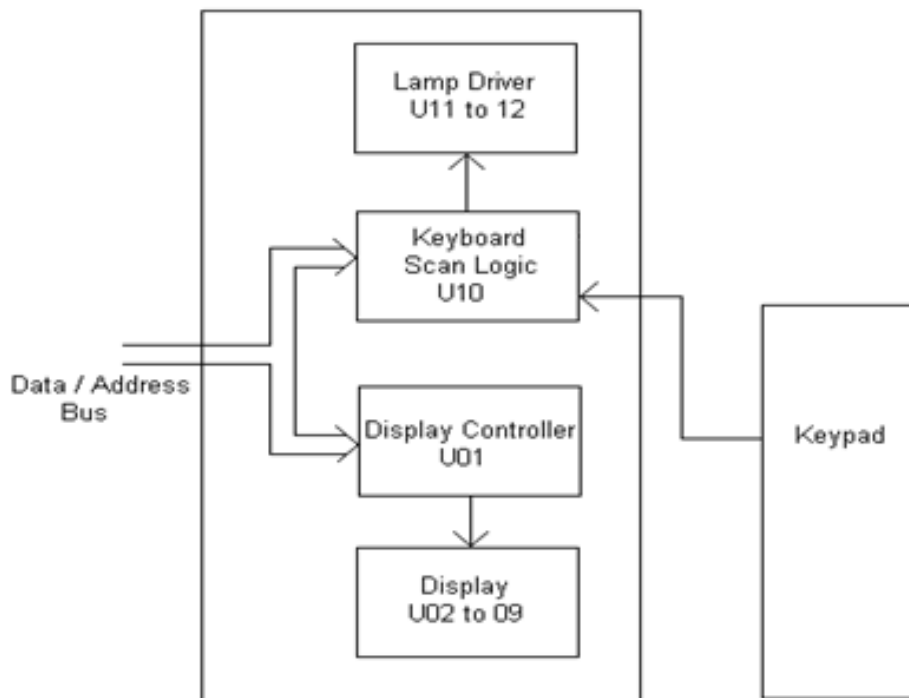 Lamp Driver
U11 to 12
Keyboard
Scan Logic
U10
Data / Address
Bus
Display Controller
U01
Keypad
Display
U02 to 09